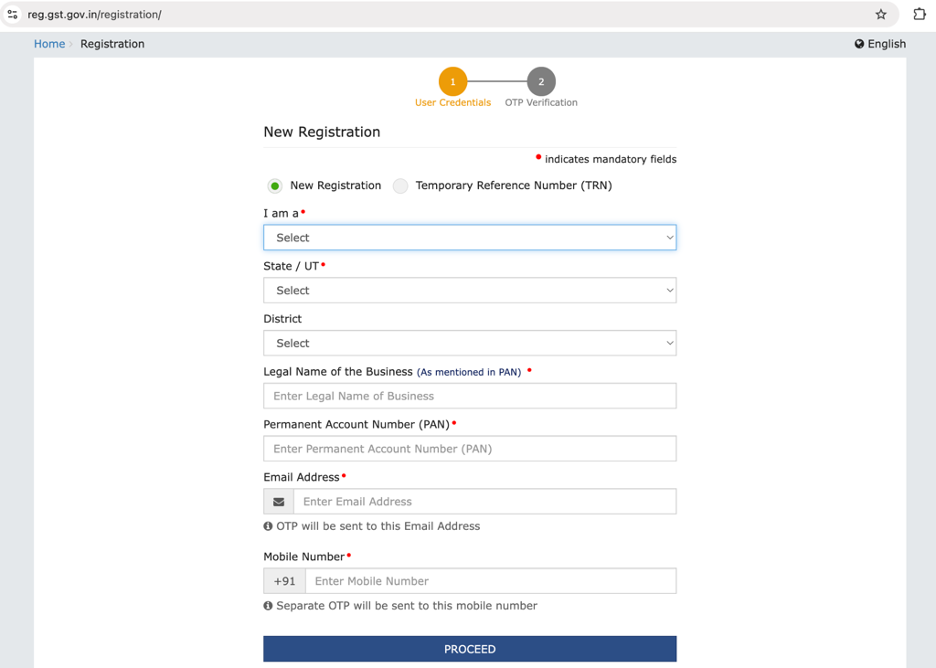 reg.gst.gov.in/registration/
Home › Registration
English
1 2
User Credentials OTP Verification
New Registration
• indicates mandatory fields
New Registration Temporary Reference Number (TRN)
I am a•
Select
State / UT•
Select
District
Select
Legal Name of the Business (As mentioned in PAN) •
Enter Legal Name of Business
Permanent Account Number (PAN)•
Enter Permanent Account Number (PAN)
Email Address•
Enter Email Address
OTP will be sent to this Email Address
Mobile Number•
+91 Enter Mobile Number
Separate OTP will be sent to this mobile number
PROCEED